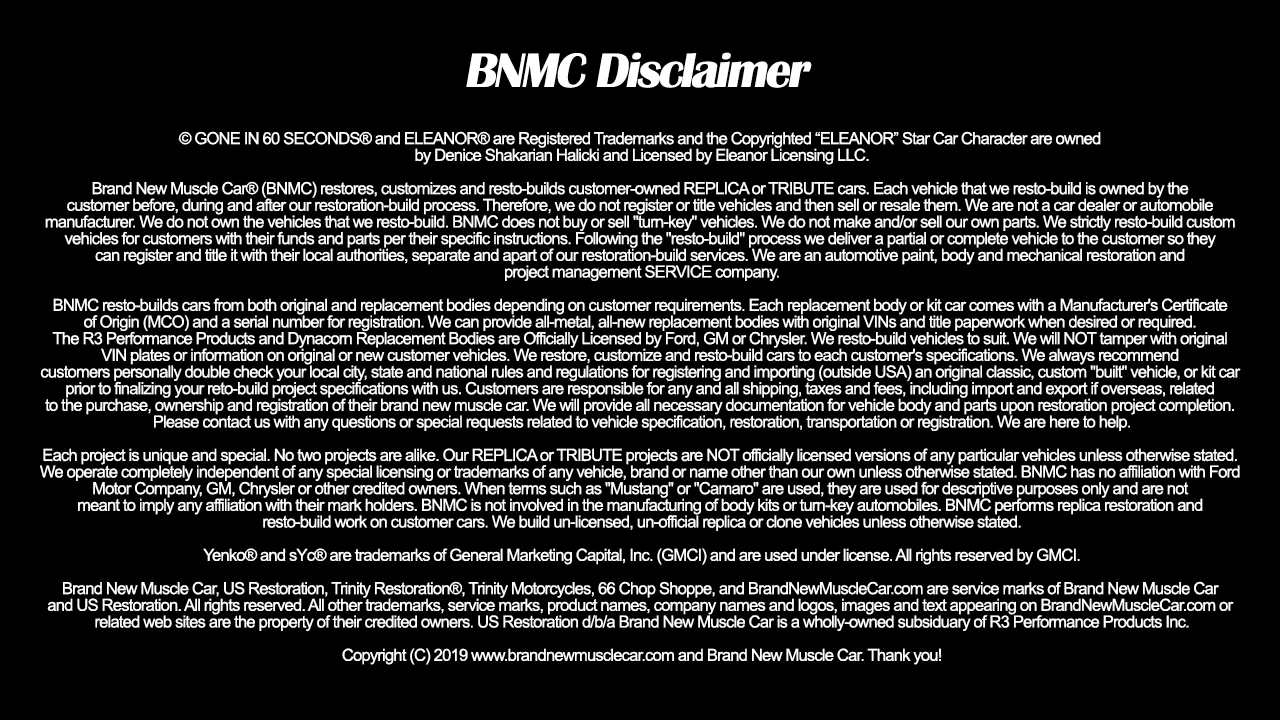 BNMC Disclaimer
© GONE IN 60 SECONDS® and ELEANOR® are Registered Trademarks and the Copyrighted “ELEANOR” Star Car Character are owned
by Denice Shakarian Halicki and Licensed by Eleanor Licensing LLC.
Brand New Muscle Car® (BNMC) restores, customizes and resto-builds customer-owned REPLICA or TRIBUTE cars. Each vehicle that we resto-build is owned by the
customer before, during and after our restoration-build process. Therefore, we do not register or title vehicles and then sell or resale them. We are not a car dealer or automobile
manufacturer. We do not own the vehicles that we resto-build. BNMC does not buy or sell "turn-key" vehicles. We do not make and/or sell our own parts. We strictly resto-build custom
vehicles for customers with their funds and parts per their specific instructions. Following the "resto-build" process we deliver a partial or complete vehicle to the customer so they
can register and title it with their local authorities, separate and apart of our restoration-build services. We are an automotive paint, body and mechanical restoration and
project management SERVICE company.
BNMC resto-builds cars from both original and replacement bodies depending on customer requirements. Each replacement body or kit car comes with a Manufacturer's Certificate
of Origin (MCO) and a serial number for registration. We can provide all-metal, all-new replacement bodies with original VINs and title paperwork when desired or required.
The R3 Performance Products and Dynacorn Replacement Bodies are Officially Licensed by Ford, GM or Chrysler. We resto-build vehicles to suit. We will NOT tamper with original
VIN plates or information on original or new customer vehicles. We restore, customize and resto-build cars to each customer's specifications. We always recommend
customers personally double check your local city, state and national rules and regulations for registering and importing (outside USA) an original classic, custom "built" vehicle, or kit car
prior to finalizing your reto-build project specifications with us. Customers are responsible for any and all shipping, taxes and fees, including import and export if overseas, related
to the purchase, ownership and registration of their brand new muscle car. We will provide all necessary documentation for vehicle body and parts upon restoration project completion.
Please contact us with any questions or special requests related to vehicle specification, restoration, transportation or registration. We are here to help.
Each project is unique and special. No two projects are alike. Our REPLICA or TRIBUTE projects are NOT officially licensed versions of any particular vehicles unless otherwise stated.
We operate completely independent of any special licensing or trademarks of any vehicle, brand or name other than our own unless otherwise stated. BNMC has no affiliation with Ford
Motor Company, GM, Chrysler or other credited owners. When terms such as "Mustang" or "Camaro" are used, they are used for descriptive purposes only and are not
meant to imply any affiliation with their mark holders. BNMC is not involved in the manufacturing of body kits or turn-key automobiles. BNMC performs replica restoration and
resto-build work on customer cars. We build un-licensed, un-official replica or clone vehicles unless otherwise stated.
Yenko® and sYc® are trademarks of General Marketing Capital, Inc. (GMCI) and are used under license. All rights reserved by GMCI.
Brand New Muscle Car, US Restoration, Trinity Restoration®, Trinity Motorcycles, 66 Chop Shoppe, and BrandNewMuscleCar.com are service marks of Brand New Muscle Car
and US Restoration. All rights reserved. All other trademarks, service marks, product names, company names and logos, images and text appearing on BrandNewMuscleCar.com or
related web sites are the property of their credited owners. US Restoration d/b/a Brand New Muscle Car is a wholly-owned subsiduary of R3 Performance Products Inc.
Copyright (C) 2019 www.brandnewmusclecar.com and Brand New Muscle Car. Thank you!